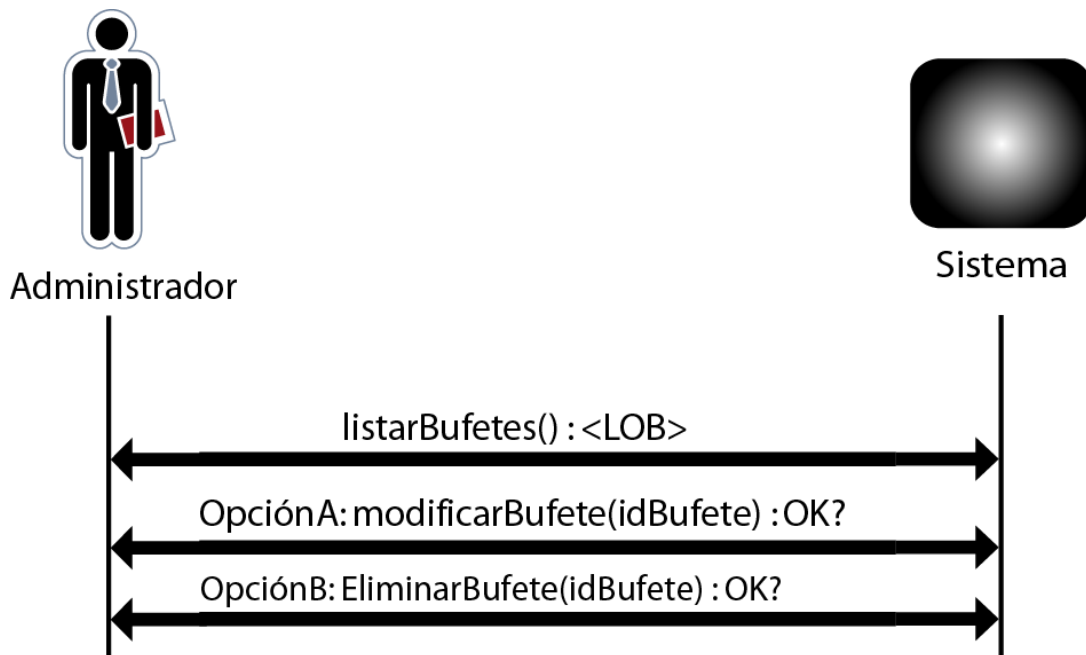 Administrador
Sistema
listarBufetes() : <LOB>
OpciónA: modificarBufete(idBufete) : OK?
OpciónB: EliminarBufete(idBufete) : OK?